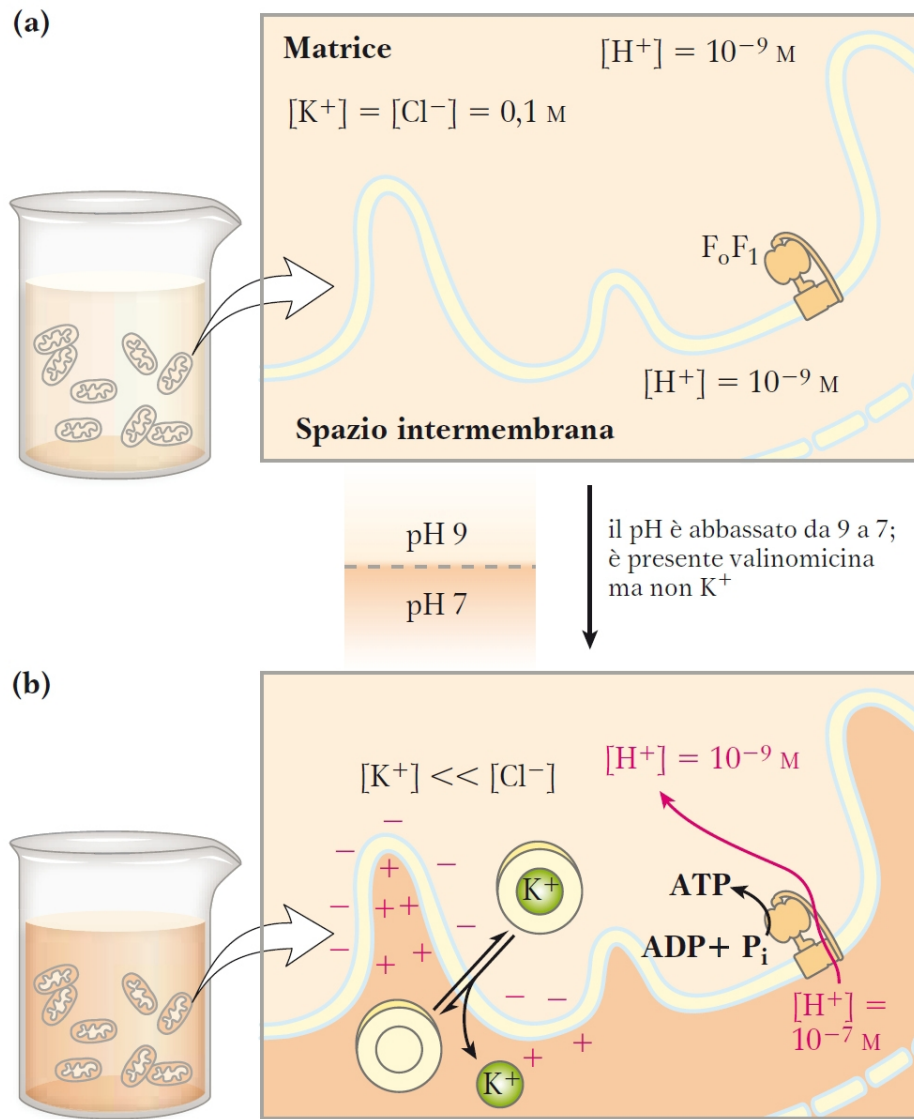 (a)
Matrice
[H⁺] = 10⁻⁹ M
[K⁺] = [Cl⁻] = 0,1 M
FₒF₁
[H⁺] = 10⁻⁹ M
Spazio intermembrana
pH 9
pH 7
il pH è abbassato da 9 a 7;
è presente valinomicina
ma non K⁺
(b)
[H⁺] = 10⁻⁹ M
[K⁺] << [Cl⁻]
K⁺
ATP
ADP + Pᵢ
[H⁺] =
10⁻⁷ M
K⁺